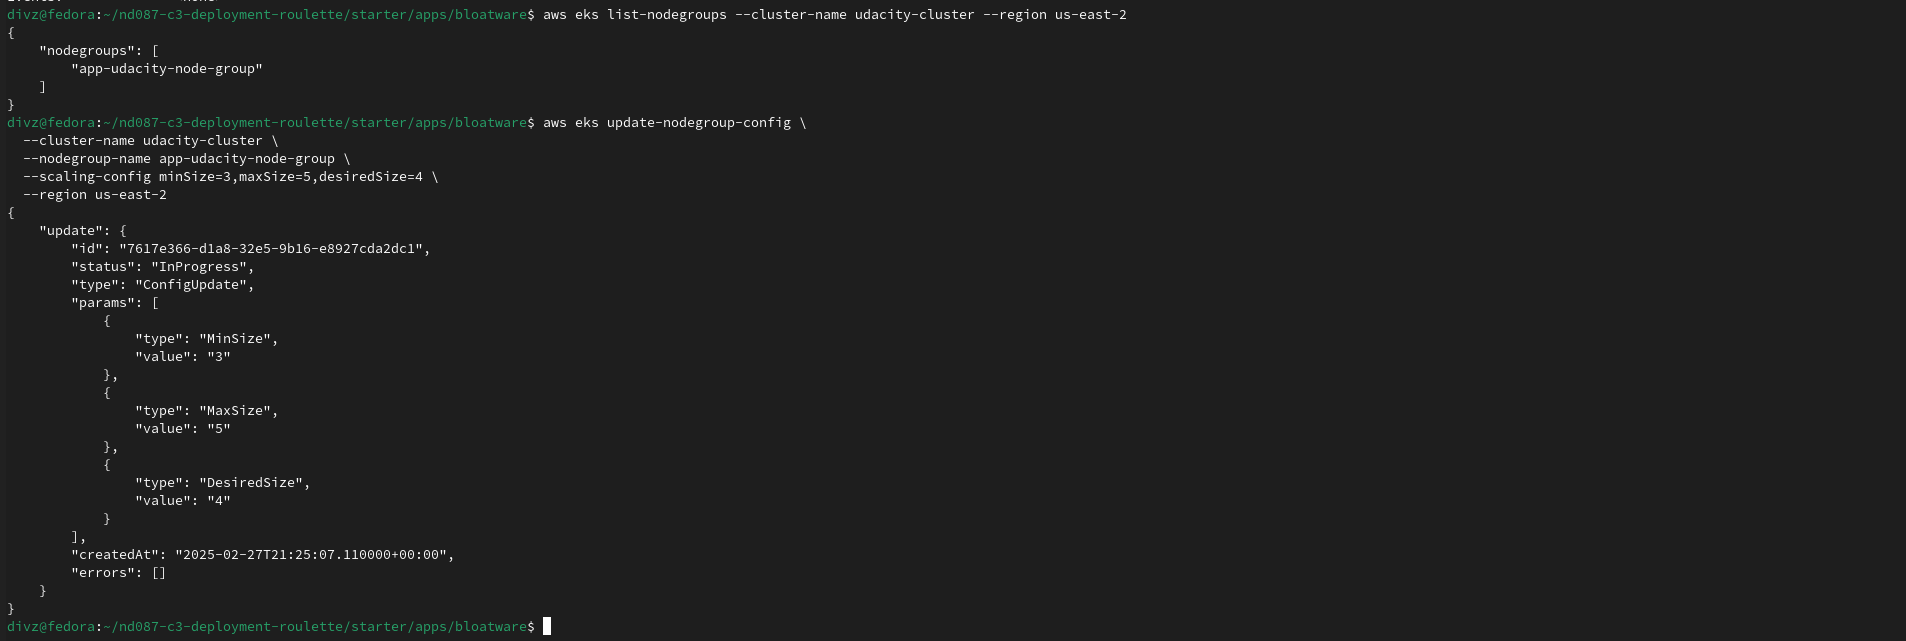 divz@fedora:~/nd087-c3-deployment-roulette/starter/apps/bloatware$ aws eks list-nodegroups --cluster-name udacity-cluster --region us-east-2
{
    "nodegroups": [
        "app-udacity-node-group"
    ]
}
divz@fedora:~/nd087-c3-deployment-roulette/starter/apps/bloatware$ aws eks update-nodegroup-config \
  --cluster-name udacity-cluster \
  --nodegroup-name app-udacity-node-group \
  --scaling-config minSize=3,maxSize=5,desiredSize=4 \
  --region us-east-2
{
    "update": {
        "id": "7617e366-d1a8-32e5-9b16-e8927cda2dc1",
        "status": "InProgress",
        "type": "ConfigUpdate",
        "params": [
            {
                "type": "MinSize",
                "value": "3"
            },
            {
                "type": "MaxSize",
                "value": "5"
            },
            {
                "type": "DesiredSize",
                "value": "4"
            }
        ],
        "createdAt": "2025-02-27T21:25:07.110000+00:00",
        "errors": []
    }
}
divz@fedora:~/nd087-c3-deployment-roulette/starter/apps/bloatware$